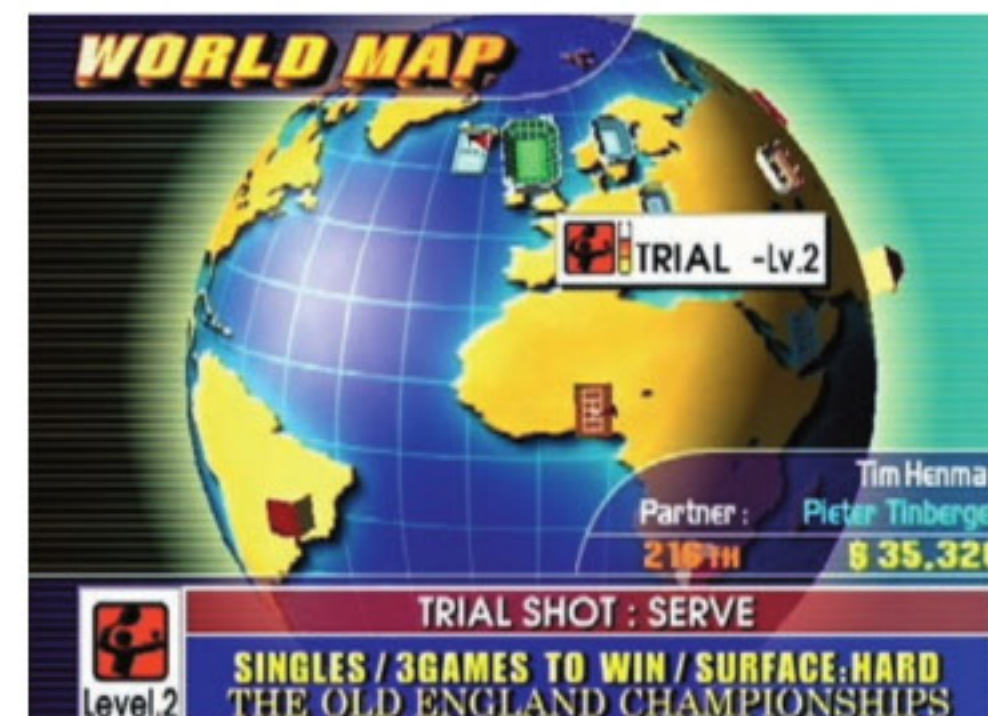 WORLD MAP
TRIAL -Lv.2
Tim Henma
Partner: Pieter Tinberge
216TH $ 35,320
TRIAL SHOT : SERVE
SINGLES / 3GAMES TO WIN / SURFACE:HARD
Level.2 THE OLD ENGLAND CHAMPIONSHIPS